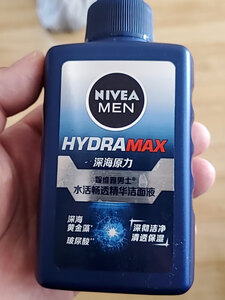 NIVEA
MEN
HYDRAMAX
深海原力
妮维雅男士®
水活畅透精华洁面液
深海
黄金藻*
玻尿酸**
深彻洁净
清透保湿